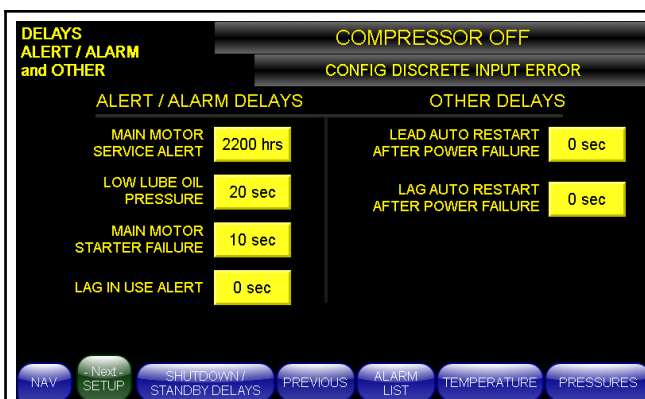 DELAYS
ALERT / ALARM
and OTHER
COMPRESSOR OFF
CONFIG DISCRETE INPUT ERROR
ALERT / ALARM DELAYS
MAIN MOTOR
SERVICE ALERT
2200 hrs
LOW LUBE OIL
PRESSURE
20 sec
MAIN MOTOR
STARTER FAILURE
10 sec
LAG IN USE ALERT
0 sec
OTHER DELAYS
LEAD AUTO RESTART
AFTER POWER FAILURE
0 sec
LAG AUTO RESTART
AFTER POWER FAILURE
0 sec
NAV
- Next -
SETUP
SHUTDOWN /
STANDBY DELAYS
PREVIOUS
ALARM
LIST
TEMPERATURE
PRESSURES